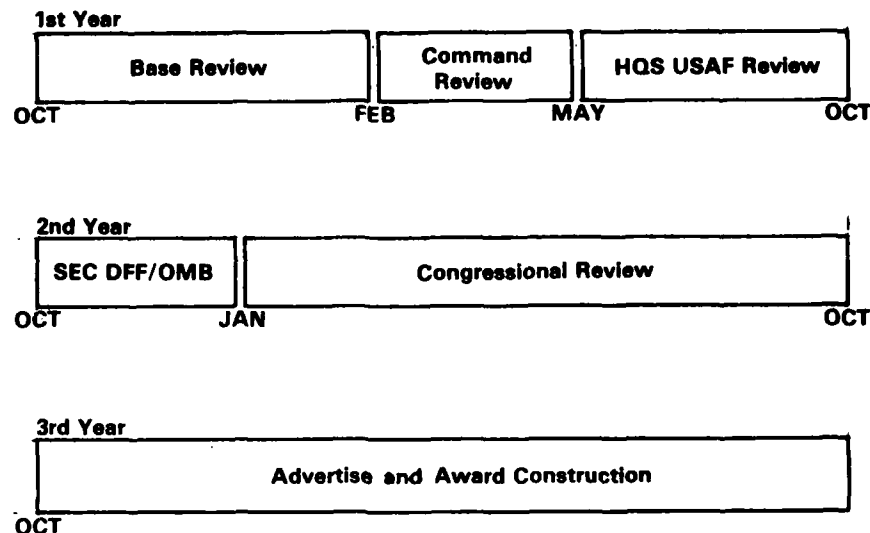 1st Year
Base Review
Command
Review
HQS USAF Review
OCT FEB MAY OCT
2nd Year
SEC DFF/OMB
Congressional Review
OCT JAN OCT
3rd Year
Advertise and Award Construction
OCT